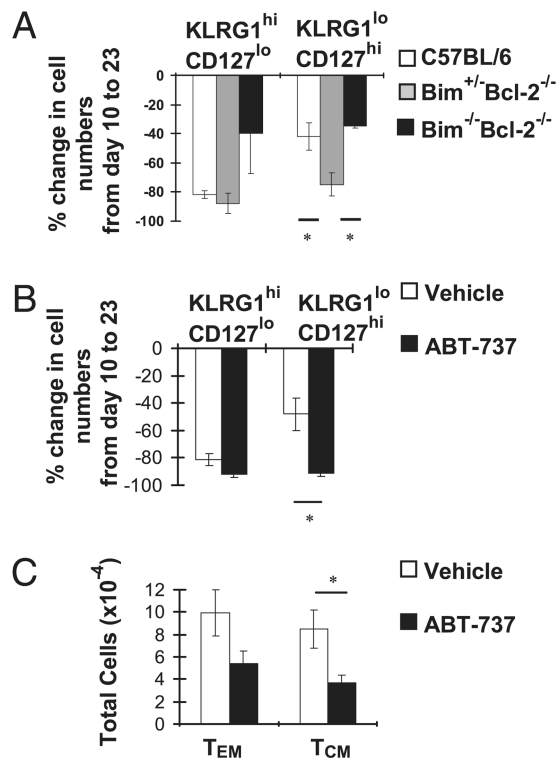 A
KLRG1hi KLRG1lo
CD127lo CD127hi
C57BL/6
Bim+/-Bcl-2-/-
Bim-/-Bcl-2-/-
% change in cell
numbers
from day 10 to 23
0
-20
-40
-60
-80
-100
* *
B
KLRG1hi KLRG1lo
CD127lo CD127hi
Vehicle
ABT-737
% change in cell
numbers
from day 10 to 23
0
-20
-40
-60
-80
-100
*
C
Vehicle
ABT-737
Total Cells (x10-4)
12
10
8
6
4
2
0
*
TEM TCM